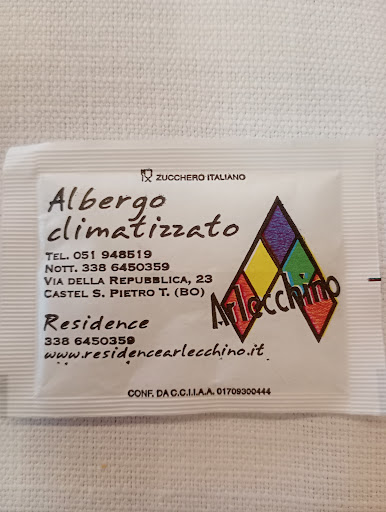 ZUCCHERO ITALIANO
Albergo
climatizzato
TEL. 051 948519
NOTT. 338 6450359
VIA DELLA REPUBBLICA, 23
CASTEL S. PIETRO T. (BO)
Arlecchino
Residence
338 6450359
www.residencearlecchino.it
CONF. DA C.C.I.I.A.A. 01709300444